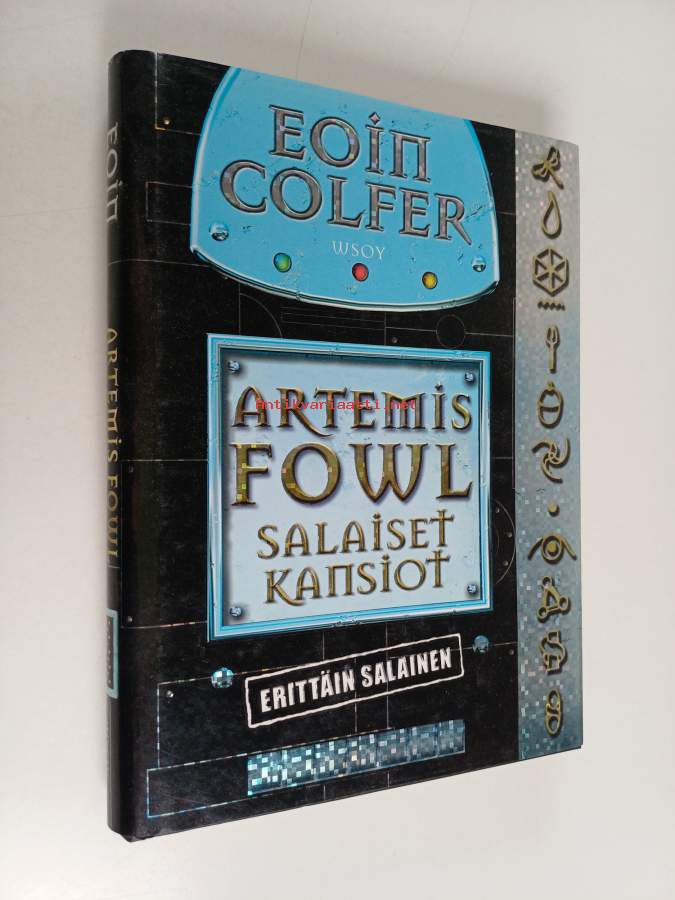 EOIN
COLFER
WSOY
ARTEMIS
antikvariaatti.net
FOWL
SALAISET
KANSIOT
ERITTÄIN SALAINEN
EOIN
ARTEMIS FOWL